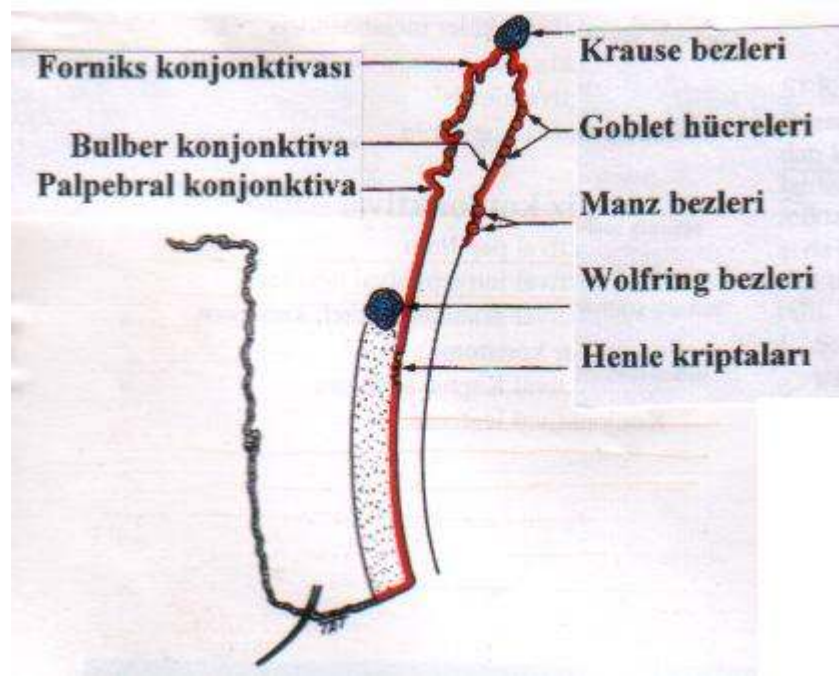 Forniks konjonktivası
Bulber konjonktiva
Palpebral konjonktiva
Krause bezleri
Goblet hücreleri
Manz bezleri
Wolfring bezleri
Henle kriptaları